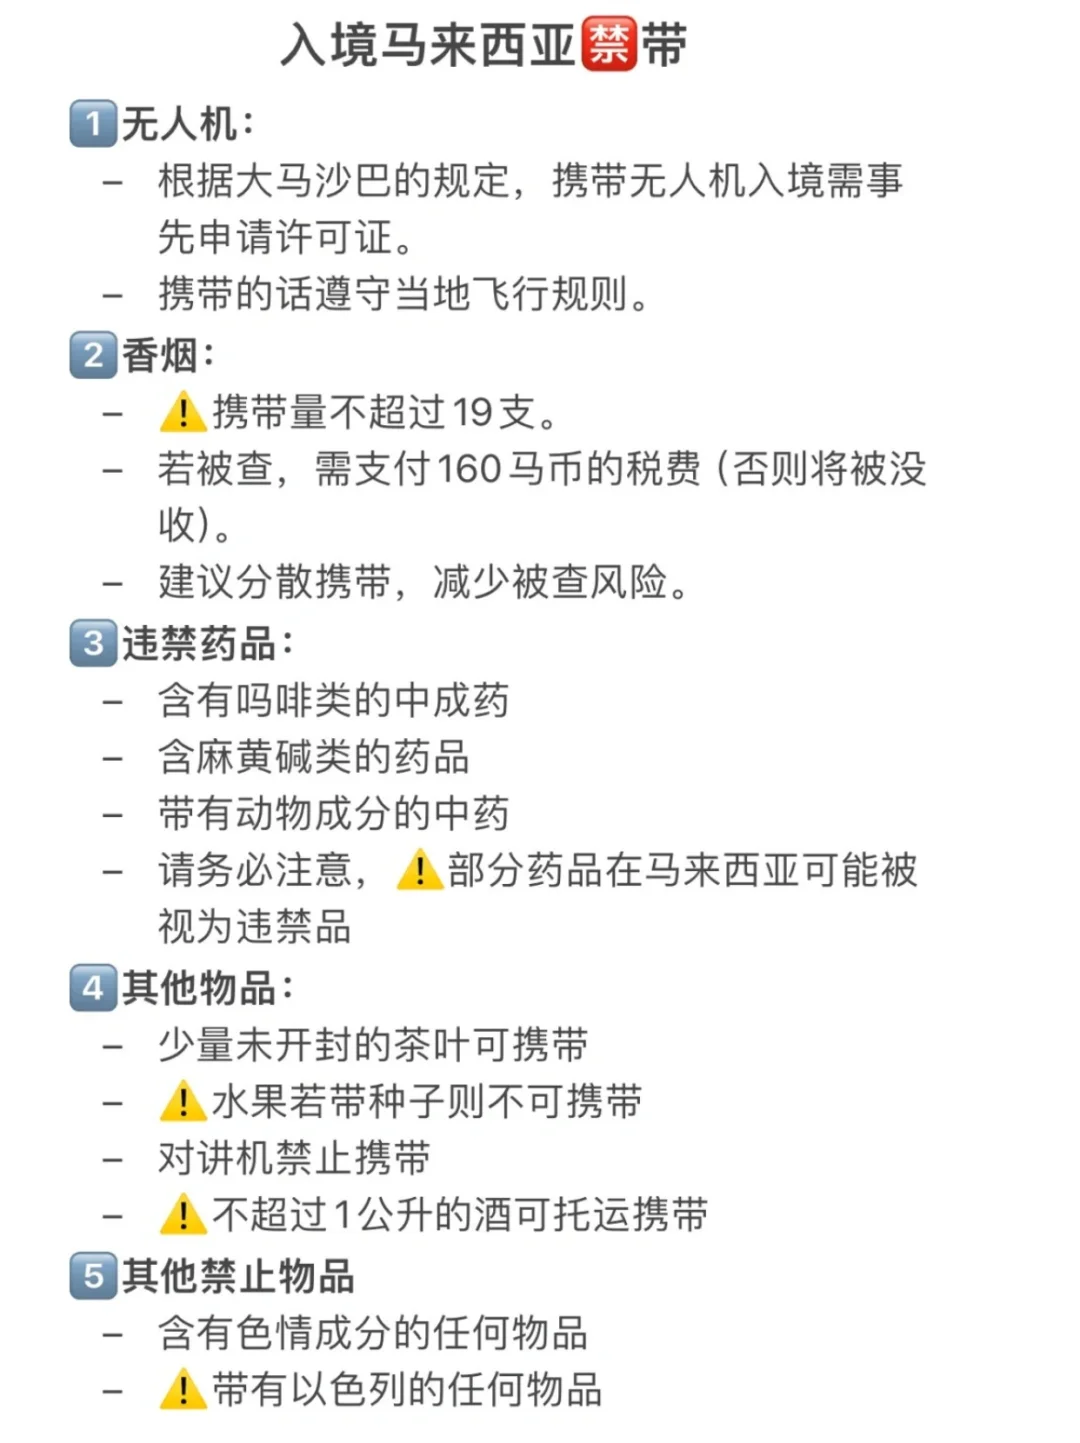 入境马来西亚🈲带
1️⃣无人机：
– 根据大马沙巴的规定，携带无人机入境需事
先申请许可证。
– 携带的话遵守当地飞行规则。
2️⃣香烟：
– ⚠️携带量不超过19支。
– 若被查，需支付160马币的税费（否则将被没
收）。
– 建议分散携带，减少被查风险。
3️⃣违禁药品：
– 含有吗啡类的中成药
– 含麻黄碱类的药品
– 带有动物成分的中药
– 请务必注意，⚠️部分药品在马来西亚可能被
视为违禁品
4️⃣其他物品：
– 少量未开封的茶叶可携带
– ⚠️水果若带种子则不可携带
– 对讲机禁止携带
– ⚠️不超过1公升的酒可托运携带
5️⃣其他禁止物品
– 含有色情成分的任何物品
– ⚠️带有以色列的任何物品